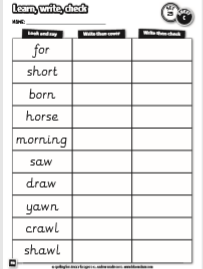 Learn, write, check
NAME:
Look and say Write then cover Write then check
for
short
born
horse
morning
saw
draw
yawn
crawl
shawl